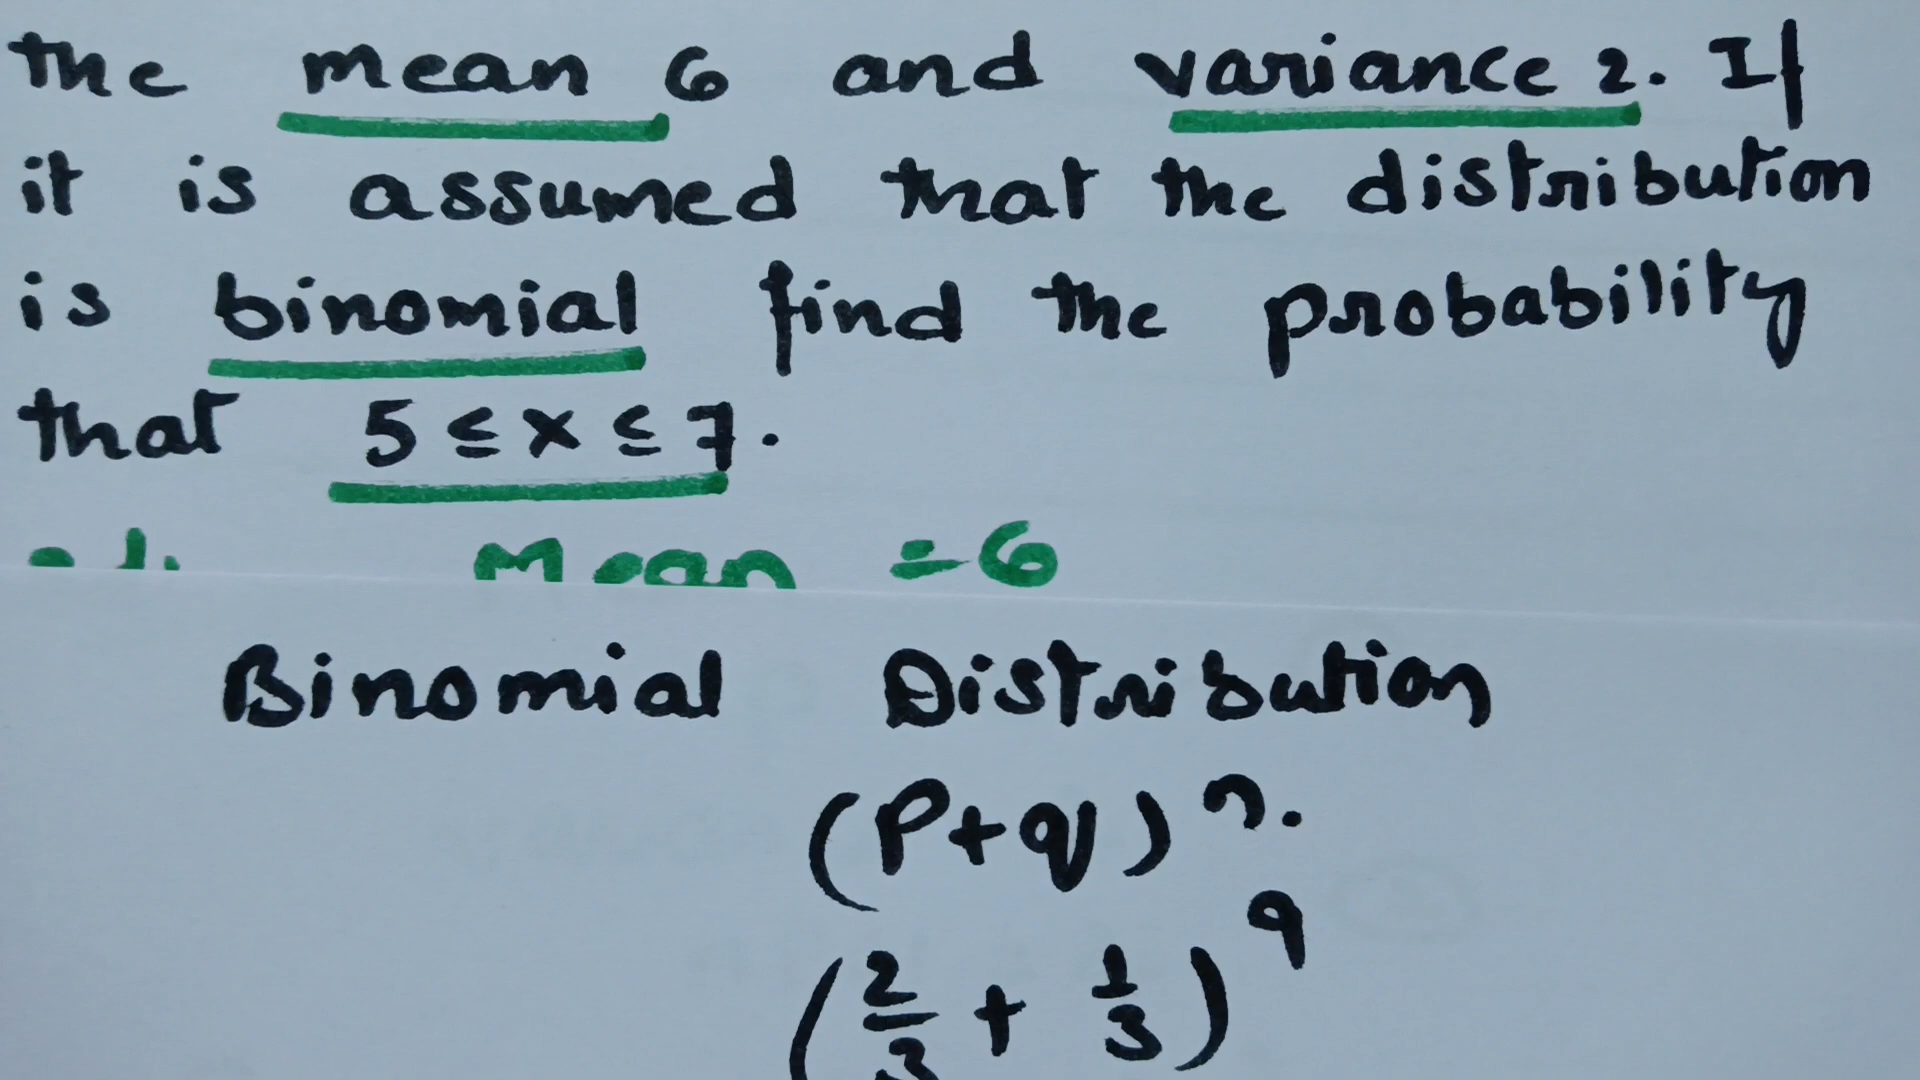 the mean 6 and variance 2. If
it is assumed that the distribution
is binomial find the probability
that 5 ≤ x ≤ 7.
Mean = 6
Binomial Distribution
(P+q)ⁿ.
(2/3 + 1/3)⁹